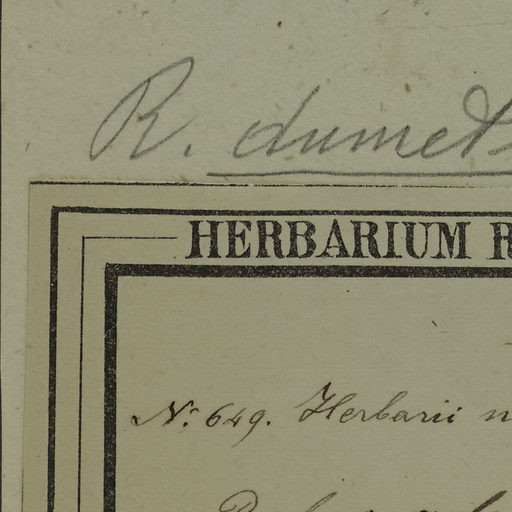 R. dumet
HERBARIUM R
No. 649. Herbarii n